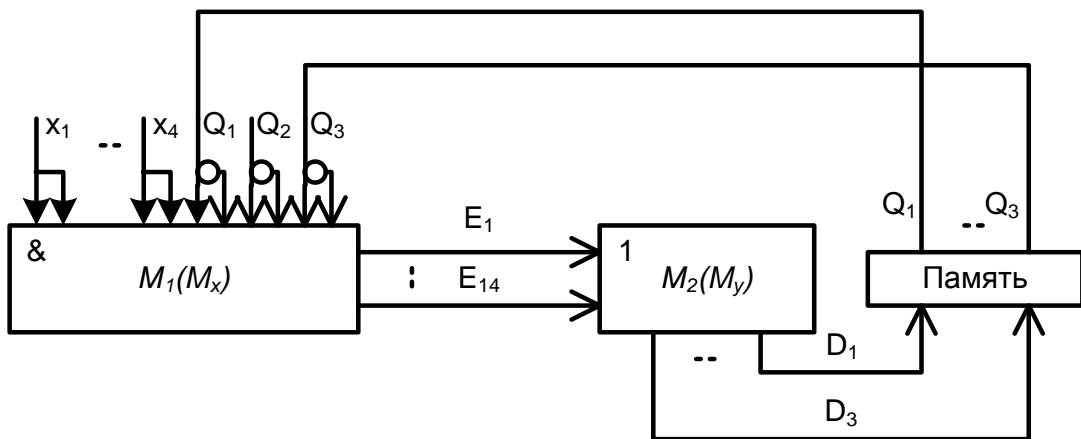 x1 -- x4 Q1 Q2 Q3
Q1 -- Q3
& M1(Mx)
E1
E14
1 M2(My)
Память
-- D1
D3